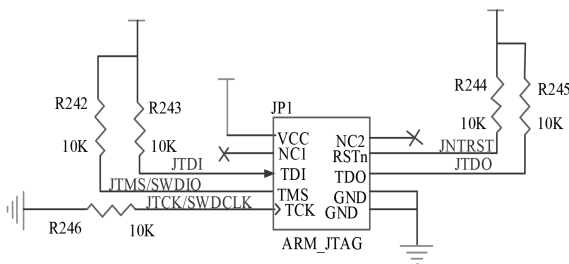 R242
R243
10K
10K
JTDI
JTMS/SWDIO
JTCK/SWDCLK
R246
10K
JP1
VCC
NC1
TDI
TMS
TCK
NC2
RSTn
TDO
GND
GND
ARM_JTAG
R244
R245
10K
10K
JNTRST
JTDO